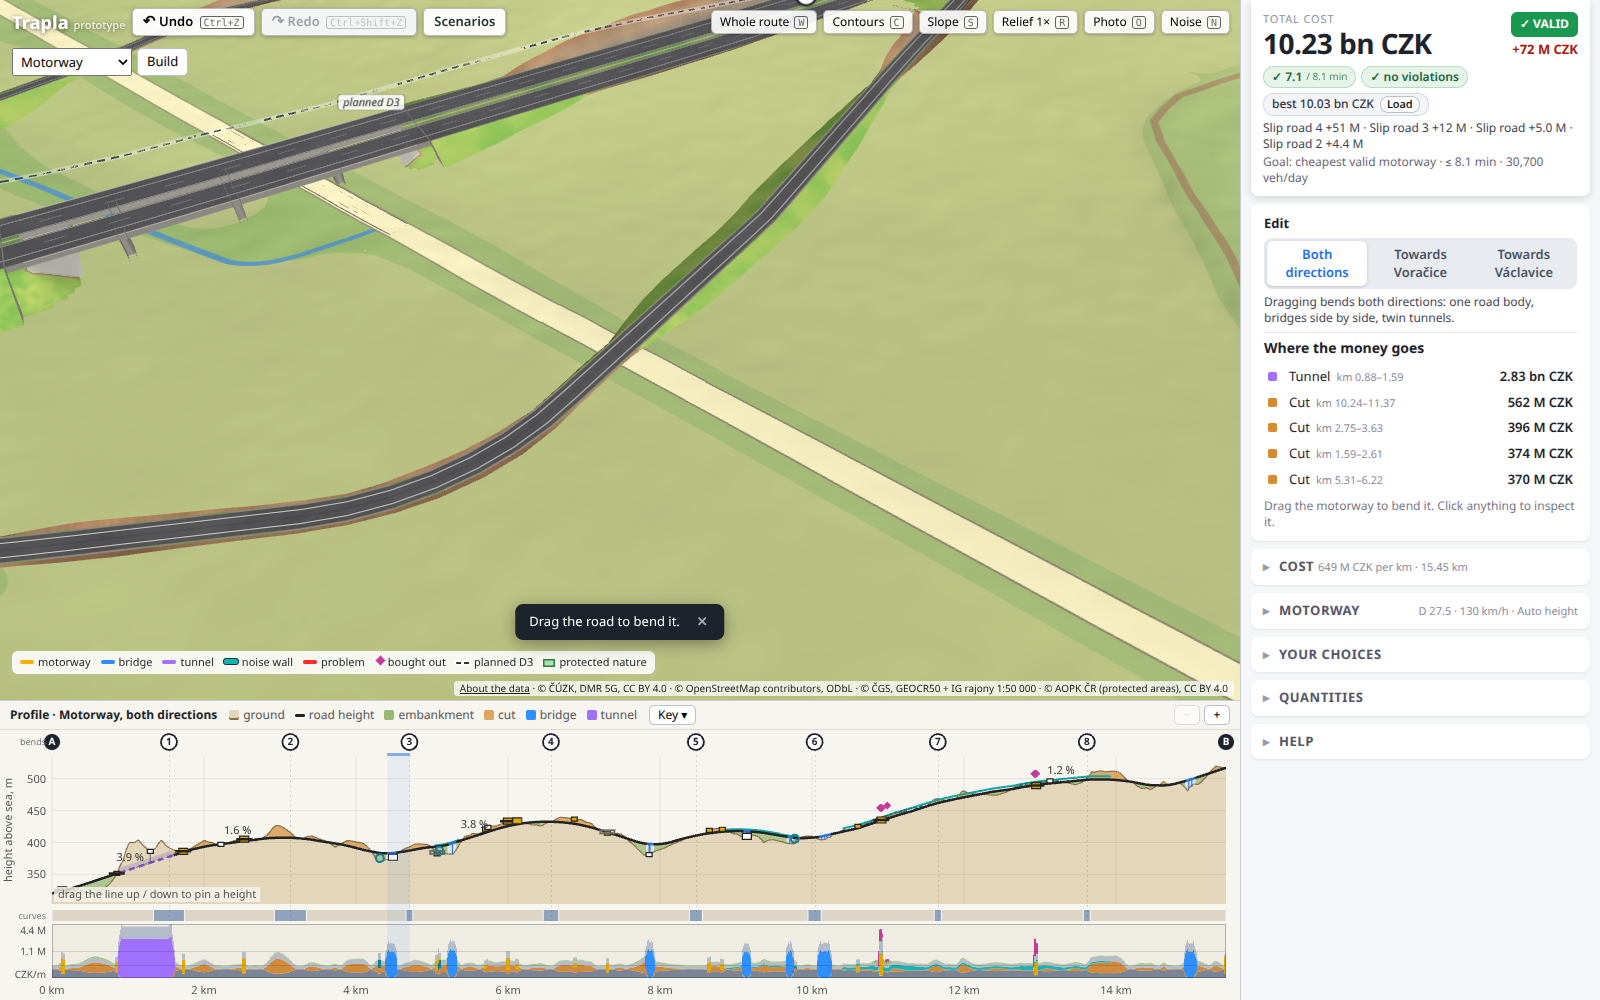 Trapla prototype
↶ Undo Ctrl+Z
↷ Redo Ctrl+Shift+Z
Scenarios
Whole route W
Contours C
Slope S
Relief 1× R
Photo O
Noise N
Motorway
Build
planned D3
Drag the road to bend it. ✕
motorway bridge tunnel noise wall problem bought out planned D3 protected nature
About the data · © ČÚZK, DMR 5G, CC BY 4.0 · © OpenStreetMap contributors, ODbL · © ČGS, GEOCR50 + IG rajony 1:50 000 · © AOPK ČR (protected areas), CC BY 4.0
TOTAL COST
10.23 bn CZK
✓ VALID
+72 M CZK
✓ 7.1 / 8.1 min
✓ no violations
best 10.03 bn CZK Load
Slip road 4 +51 M · Slip road 3 +12 M · Slip road +5.0 M ·
Slip road 2 +4.4 M
Goal: cheapest valid motorway · ≤ 8.1 min · 30,700
veh/day
Edit
Both
directions
Towards
Voračice
Towards
Václavice
Dragging bends both directions: one road body,
bridges side by side, twin tunnels.
Where the money goes
Tunnel km 0.88–1.59 2.83 bn CZK
Cut km 10.24–11.37 562 M CZK
Cut km 2.75–3.63 396 M CZK
Cut km 1.59–2.61 374 M CZK
Cut km 5.31–6.22 370 M CZK
Drag the motorway to bend it. Click anything to inspect
it.
▶ COST 649 M CZK per km · 15.45 km
▶ MOTORWAY D 27.5 · 130 km/h · Auto height
▶ YOUR CHOICES
▶ QUANTITIES
▶ HELP
Profile · Motorway, both directions
ground road height embankment cut bridge tunnel
Key ▾
− +
bends A 1 2 3 4 5 6 7 8 B
height above sea, m
500
450
400
350
3.9 %
1.6 %
3.8 %
1.2 %
drag the line up / down to pin a height
curves
4.4 M
1.1 M
CZK/m
0 km 2 km 4 km 6 km 8 km 10 km 12 km 14 km